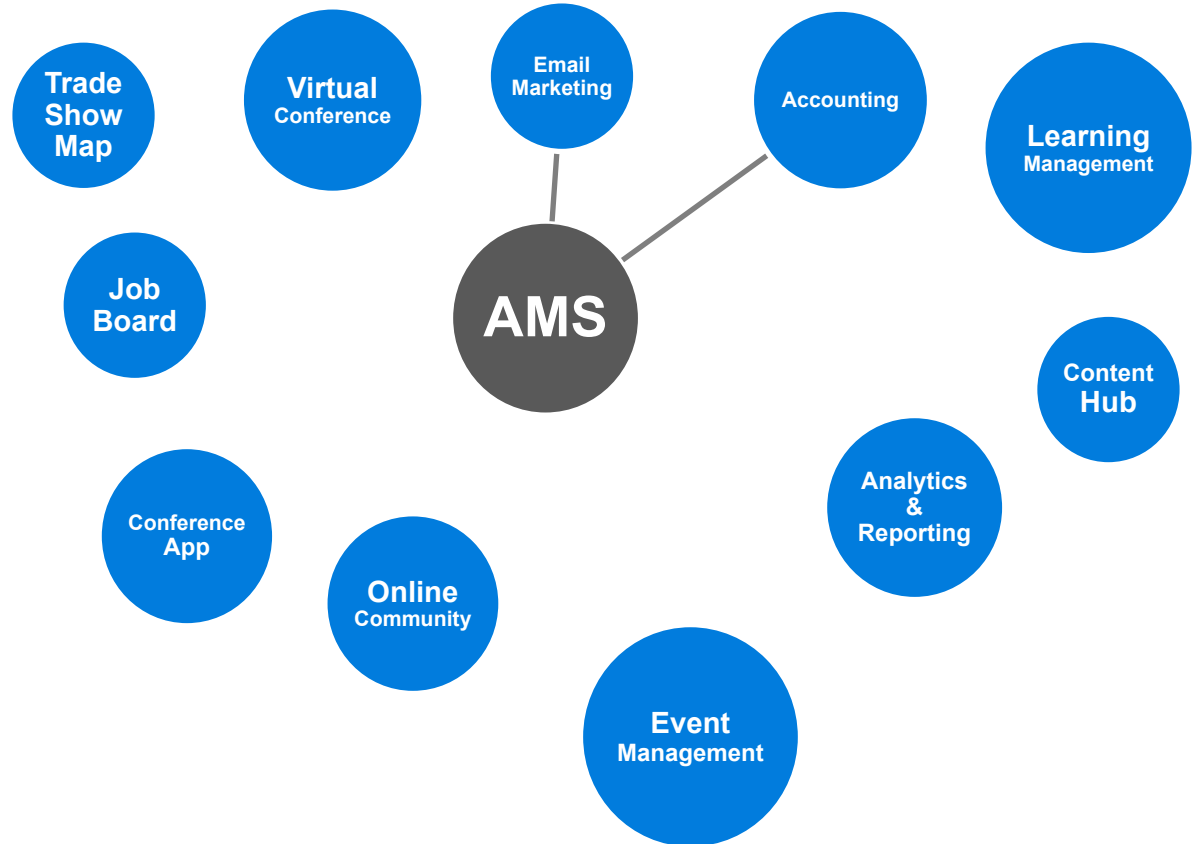 Trade
Show
Map
Virtual
Conference
Email
Marketing
Accounting
Learning
Management
Job
Board
AMS
Content
Hub
Analytics
&
Reporting
Conference
App
Online
Community
Event
Management